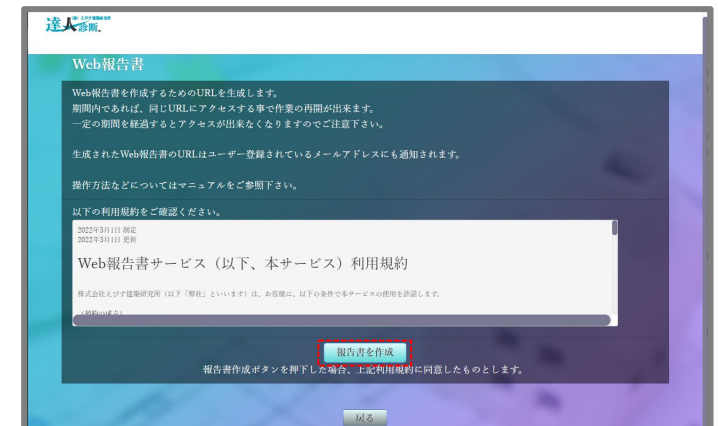 達人診断
Web報告書
Web報告書を作成するためのURLを生成します。
期間内であれば、同じURLにアクセスする事で作業の再開が出来ます。
一定の期間を経過するとアクセスが出来なくなりますのでご注意下さい。
生成されたWeb報告書のURLはユーザー登録されているメールアドレスにも通知されます。
操作方法などについてはマニュアルをご参照下さい。
以下の利用規約をご確認ください。
2022年3月1日 制定
2022年3月1日 更新
Web報告書サービス（以下、本サービス）利用規約
株式会社えびす建築研究所（以下「弊社」といいます）は、お客様に、以下の条件で本サービスの使用を許諾します。
報告書を作成
報告書作成ボタンを押下した場合、上記利用規約に同意したものとします。
戻る